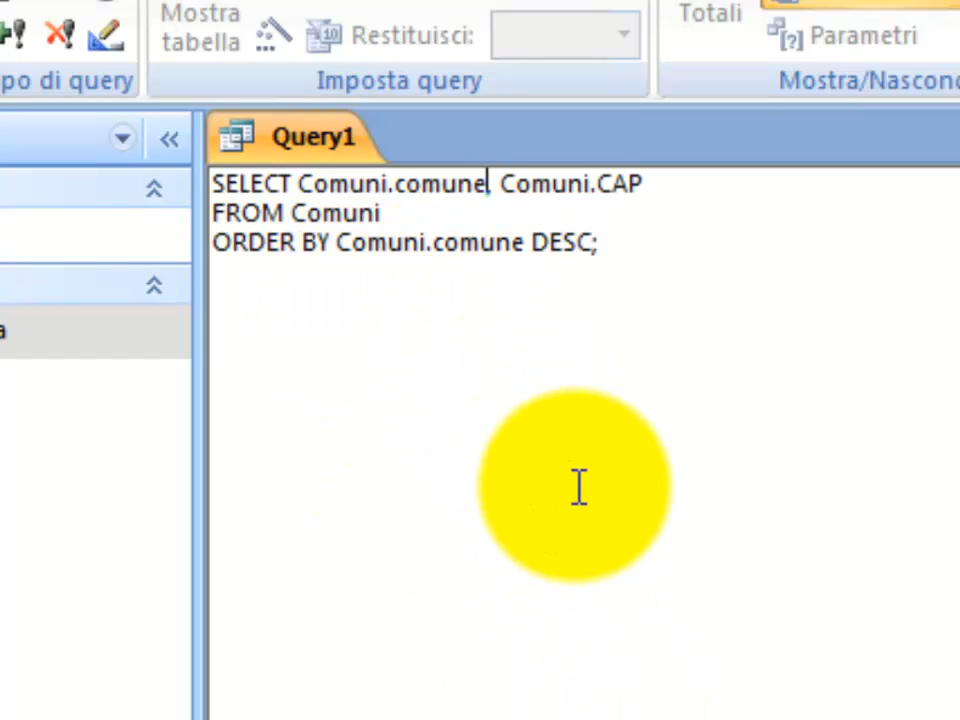 Mostra
tabella
Restituisci:
Totali
Parametri
po di query
Imposta query
Mostra/Nascond
Query1
SELECT Comuni.comune, Comuni.CAP
FROM Comuni
ORDER BY Comuni.comune DESC;
a